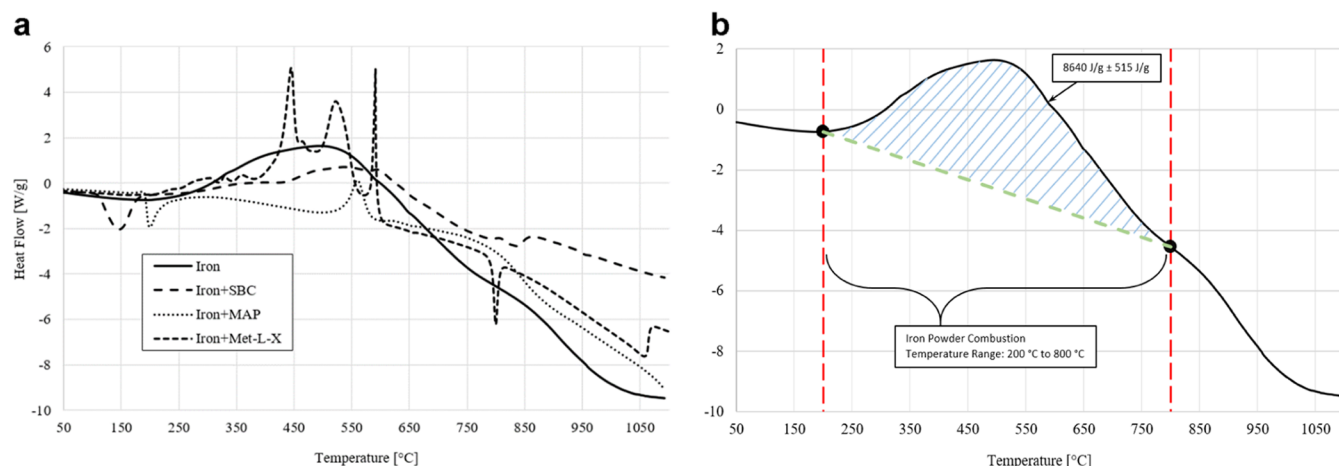 a
6
4
2
0
-2
-4
-6
-8
-10
Heat Flow [W/g]
Iron
Iron+SBC
Iron+MAP
Iron+Met-L-X
50 150 250 350 450 550 650 750 850 950 1050
Temperature [°C]
b
2
0
-2
-4
-6
-8
-10
8640 J/g ± 515 J/g
Iron Powder Combustion
Temperature Range: 200 °C to 800 °C
50 150 250 350 450 550 650 750 850 950 1050
Temperature [°C]